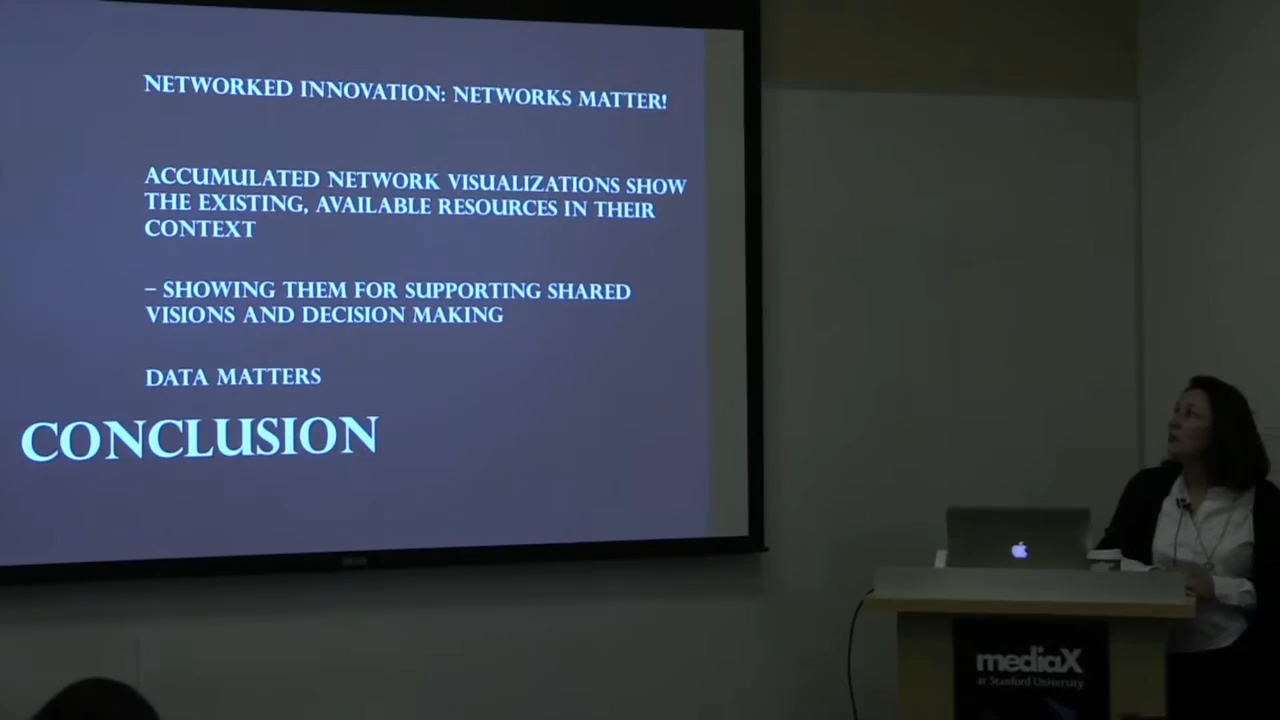 NETWORKED INNOVATION: NETWORKS MATTER!
ACCUMULATED NETWORK VISUALIZATIONS SHOW
THE EXISTING, AVAILABLE RESOURCES IN THEIR
CONTEXT
– SHOWING THEM FOR SUPPORTING SHARED
VISIONS AND DECISION MAKING
DATA MATTERS
CONCLUSION
mediaX
at Stanford University